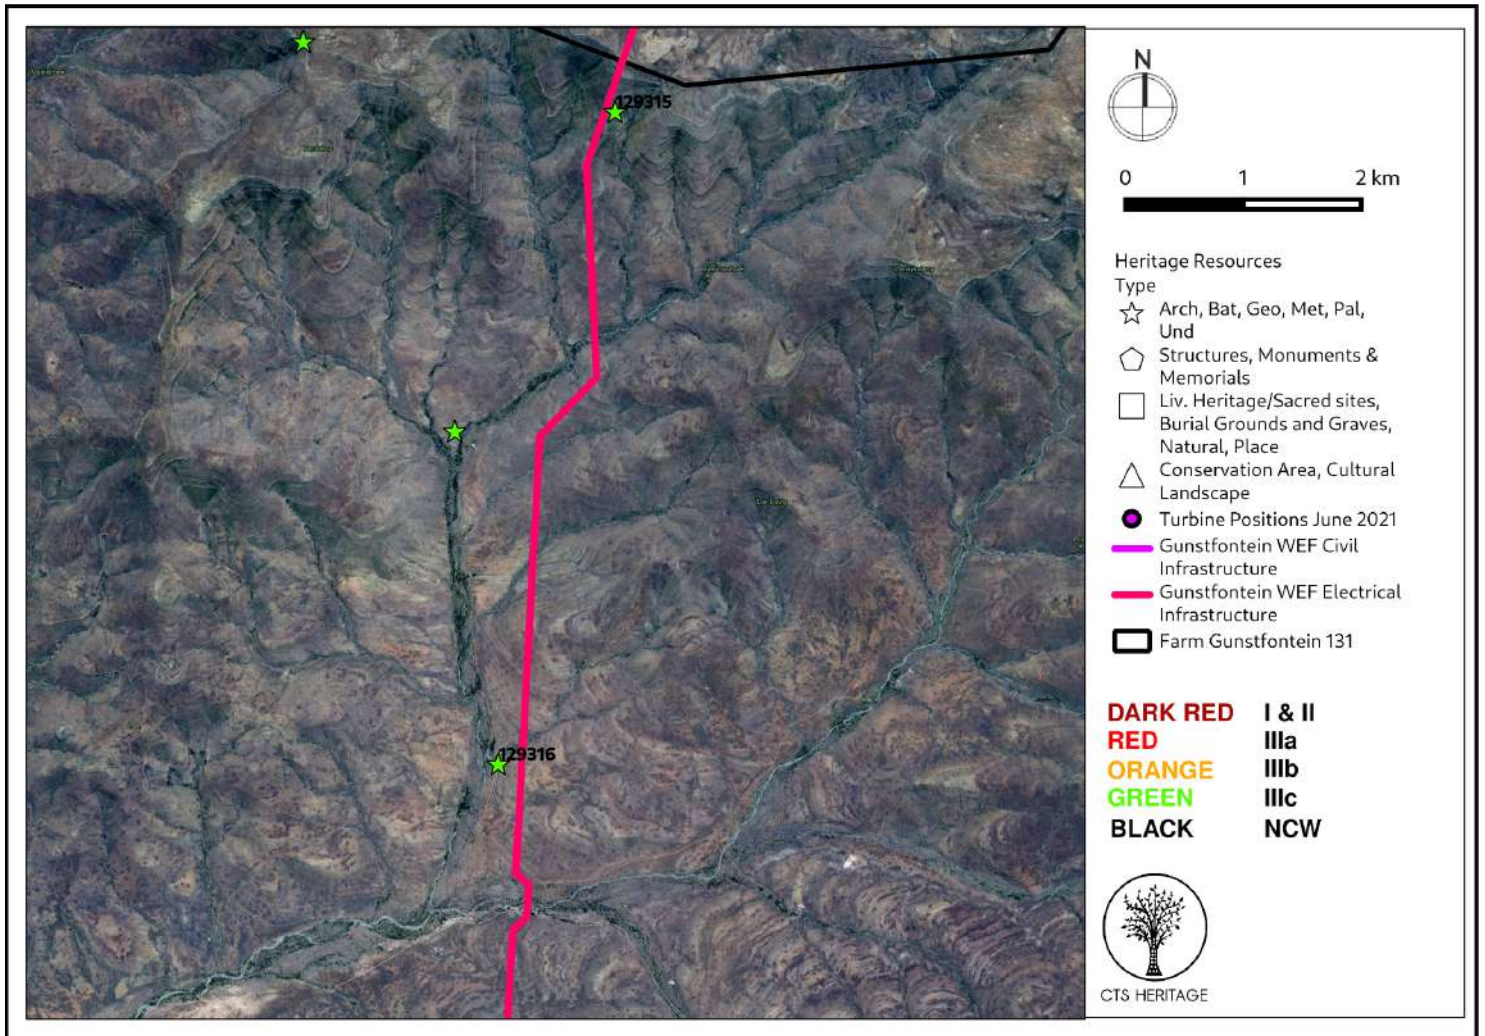 129315
129316
N
0 1 2 km
Heritage Resources
Type
Arch, Bat, Geo, Met, Pal,
Und
Structures, Monuments &
Memorials
Liv. Heritage/Sacred sites,
Burial Grounds and Graves,
Natural, Place
Conservation Area, Cultural
Landscape
Turbine Positions June 2021
Gunstfontein WEF Civil
Infrastructure
Gunstfontein WEF Electrical
Infrastructure
Farm Gunstfontein 131
DARK RED I & II
RED IIIa
ORANGE IIIb
GREEN IIIc
BLACK NCW
CTS HERITAGE